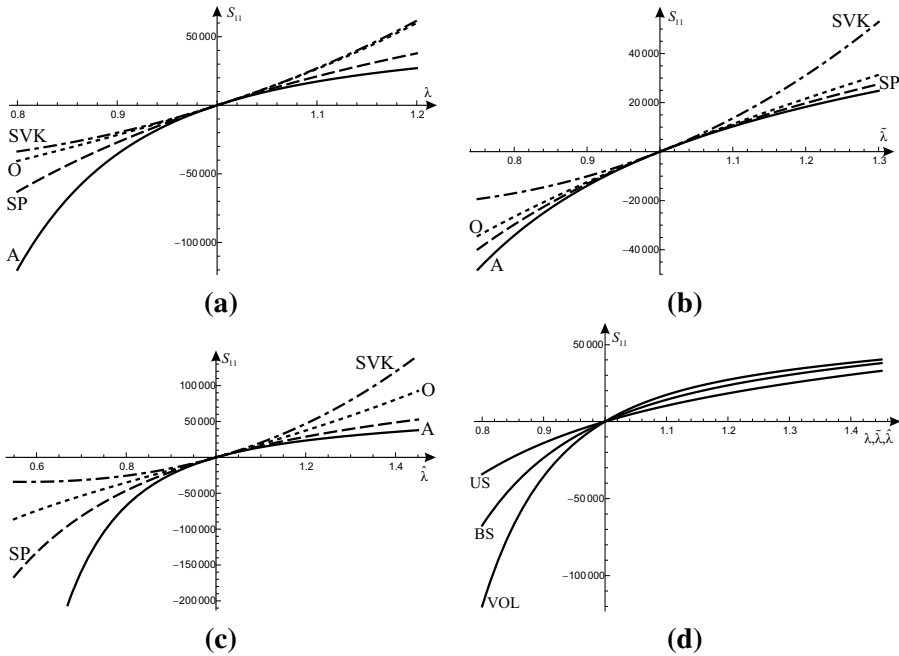 S₁₁
50 000
λ
0.8
0.9
1.1
1.2
SVK
O
SP
−50 000
A
−100 000
(a)
S₁₁
SVK
40 000
20 000
SP
λ̃
0.8
0.9
1.1
1.2
1.3
O
−20 000
A
−40 000
(b)
S₁₁
SVK
100 000
O
50 000
A
0.6
0.8
1.2
1.4
λ̂
−50 000
−100 000
SP
−150 000
−200 000
(c)
S₁₁
50 000
0.8
0.9
1.1
1.2
1.3
1.4
λ,λ̃,λ̂
US
BS
−50 000
VOL
−100 000
(d)